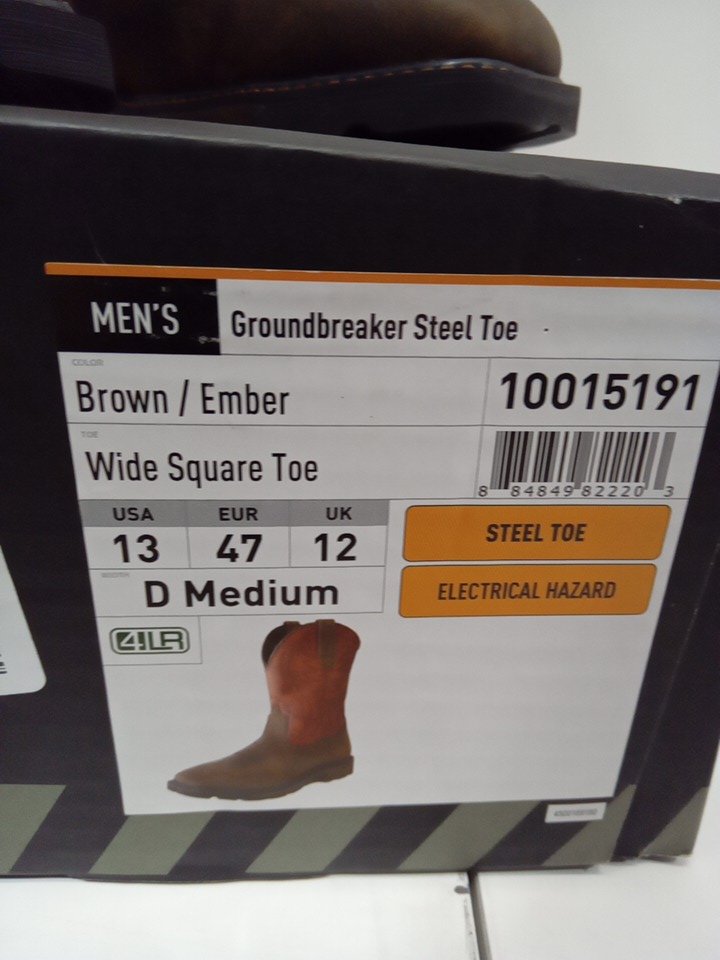 MEN'S
Groundbreaker Steel Toe
COLOR
Brown / Ember
10015191
TOE
Wide Square Toe
8 84849 82220 3
USA EUR UK
13 47 12
STEEL TOE
WIDTH
D Medium
ELECTRICAL HAZARD
4LR